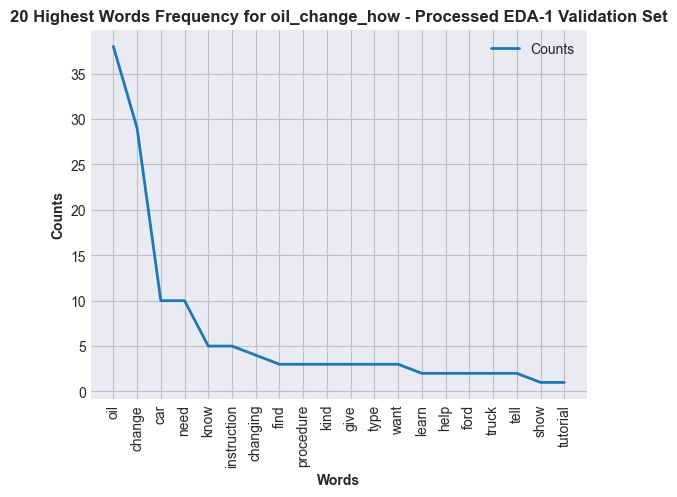 20 Highest Words Frequency for oil_change_how - Processed EDA-1 Validation Set
Counts
35
30
25
20
15
10
5
0
Counts
oil
change
car
need
know
instruction
changing
find
procedure
kind
give
type
want
learn
help
ford
truck
tell
show
tutorial
Words